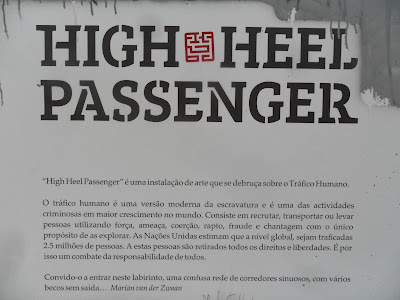 HIGH HEEL
PASSENGER
“High Heel Passenger” é uma instalação de arte que se debruça sobre o Tráfico Humano.
O tráfico humano é uma versão moderna da escravatura e é uma das actividades
criminosas em maior crescimento no mundo. Consiste em recrutar, transportar ou levar
pessoas utilizando força, ameaça, coerção, rapto, fraude e chantagem com o único
propósito de as explorar. As Nações Unidas estimam que a nível global, sejam traficadas
2.5 milhões de pessoas. A estas pessoas são retirados todos os direitos e liberdades. É por
isso um combate da responsabilidade de todos.
Convido-o a entrar neste labirinto, uma confusa rede de corredores sinuosos, com vários
becos sem saída… Marian van der Zwaan